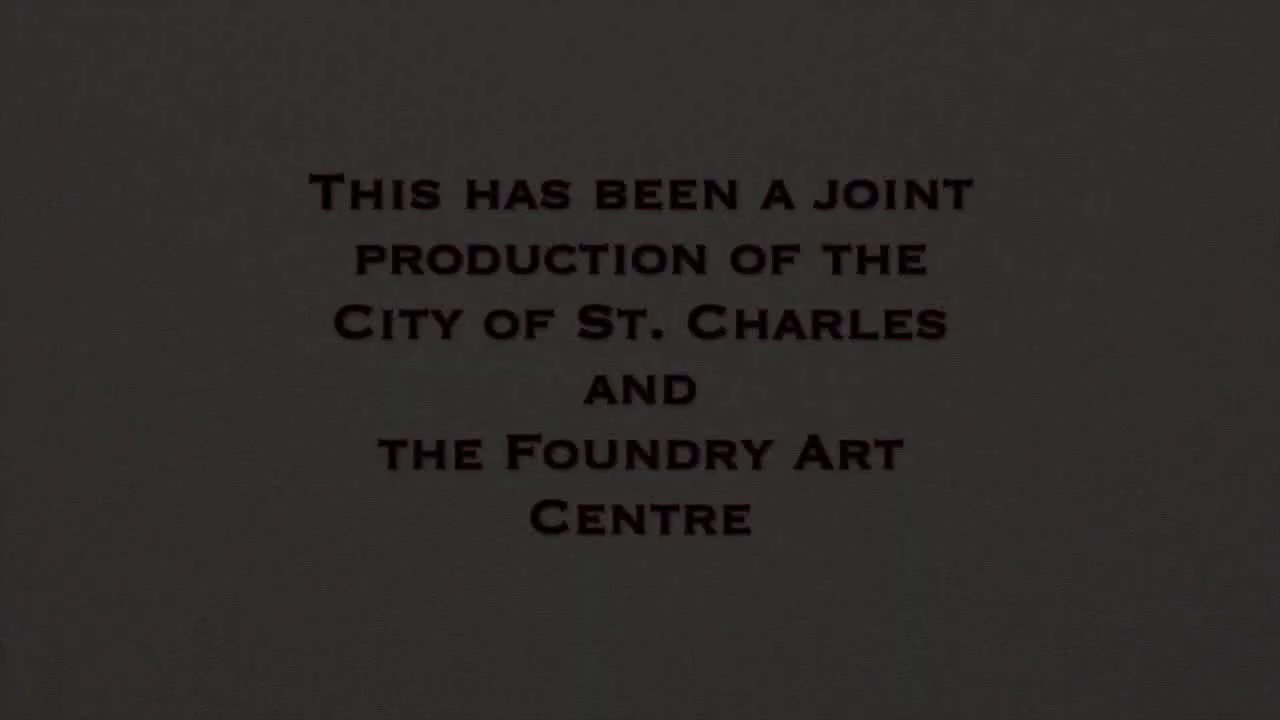 This has been a joint
production of the
City of St. Charles
and
the Foundry Art
Centre